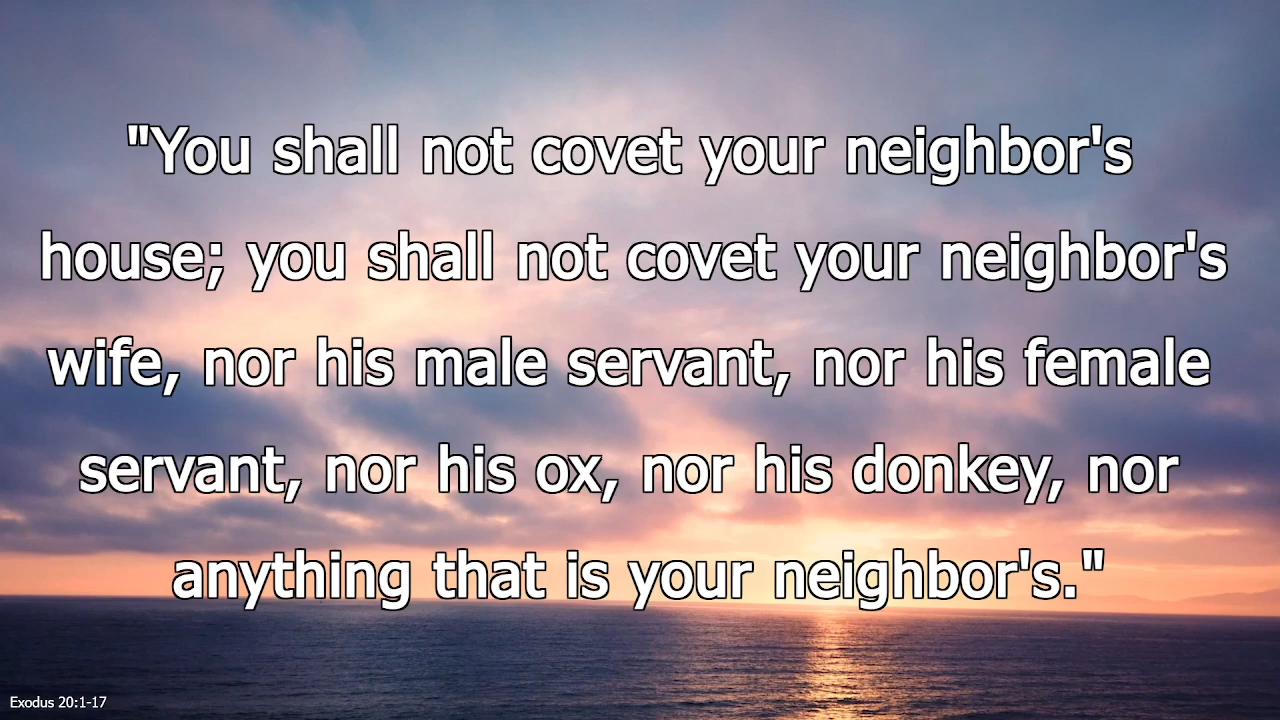 "You shall not covet your neighbor's
house; you shall not covet your neighbor's
wife, nor his male servant, nor his female
servant, nor his ox, nor his donkey, nor
anything that is your neighbor's."
Exodus 20:1-17